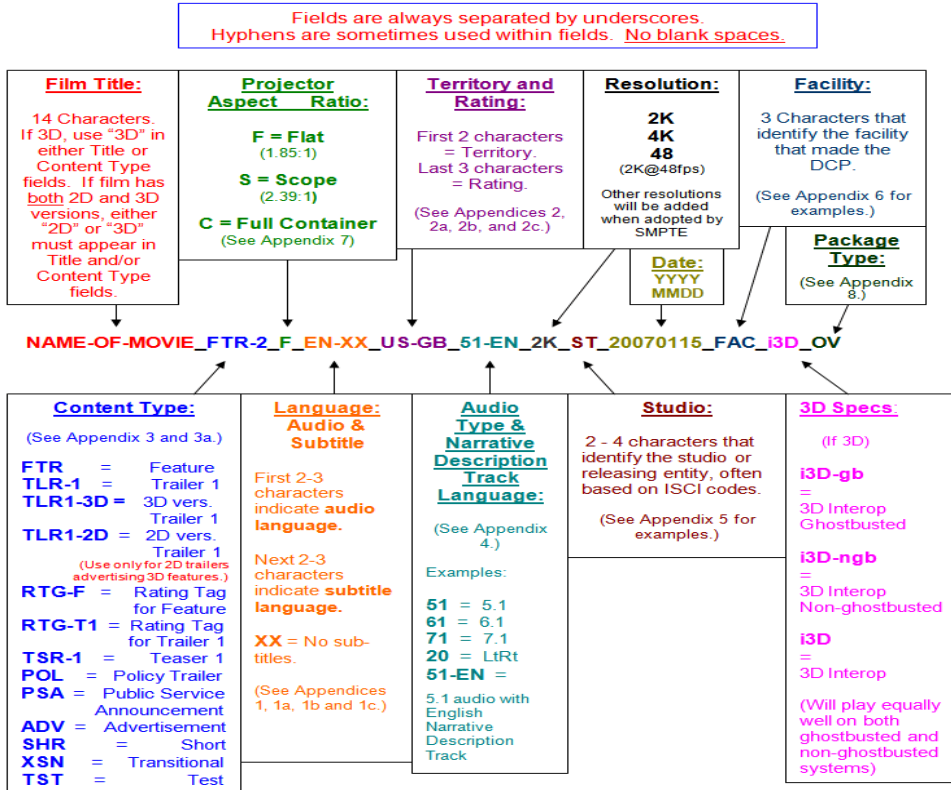 Fields are always separated by underscores.
Hyphens are sometimes used within fields. No blank spaces.
Film Title:
14 Characters.
If 3D, use “3D” in
either Title or
Content Type
fields. If film has
both 2D and 3D
versions, either
“2D” or “3D”
must appear in
Title and/or
Content Type
fields.
Projector
Aspect Ratio:
F = Flat
(1.85:1)
S = Scope
(2.39:1)
C = Full Container
(See Appendix 7)
Territory and
Rating:
First 2 characters
= Territory.
Last 3 characters
= Rating.
(See Appendices 2,
2a, 2b, and 2c.)
Resolution:
2K
4K
48
(2K@48fps)
Other resolutions
will be added
when adopted by
SMPTE
Date:
YYYY
MMDD
Facility:
3 Characters that
identify the facility
that made the
DCP.
(See Appendix 6 for
examples.)
Package
Type:
(See Appendix
8.)
NAME-OF-MOVIE_FTR-2_F_EN-XX_US-GB_51-EN_2K_ST_20070115_FAC_i3D_OV
Content Type:
(See Appendix 3 and 3a.)
FTR = Feature
TLR-1 = Trailer 1
TLR1-3D = 3D vers.
Trailer 1
TLR1-2D = 2D vers.
Trailer 1
(Use only for 2D trailers
advertising 3D features.)
RTG-F = Rating Tag
for Feature
RTG-T1 = Rating Tag
for Trailer 1
TSR-1 = Teaser 1
POL = Policy Trailer
PSA = Public Service
Announcement
ADV = Advertisement
SHR = Short
XSN = Transitional
TST = Test
Language:
Audio &
Subtitle
First 2-3
characters
indicate audio
language.
Next 2-3
characters
indicate subtitle
language.
XX = No sub-
titles.
(See Appendices
1, 1a, 1b and 1c.)
Audio
Type &
Narrative
Description
Track
Language:
(See Appendix
4.)
Examples:
51 = 5.1
61 = 6.1
71 = 7.1
20 = LtRt
51-EN =
5.1 audio with
English
Narrative
Description
Track
Studio:
2 - 4 characters that
identify the studio or
releasing entity, often
based on ISCI codes.
(See Appendix 5 for
examples.)
3D Specs:
(If 3D)
i3D-gb
=
3D Interop
Ghostbusted
i3D-ngb
=
3D Interop
Non-ghostbusted
i3D
=
3D Interop
(Will play equally
well on both
ghostbusted and
non-ghostbusted
systems)